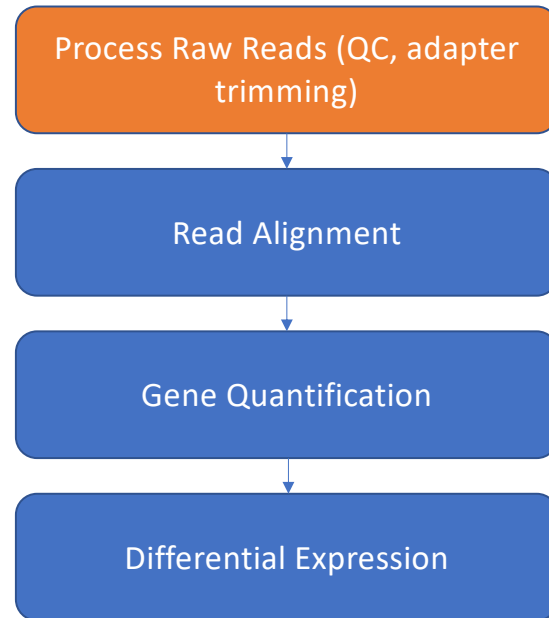 Process Raw Reads (QC, adapter
trimming)
Read Alignment
Gene Quantification
Differential Expression